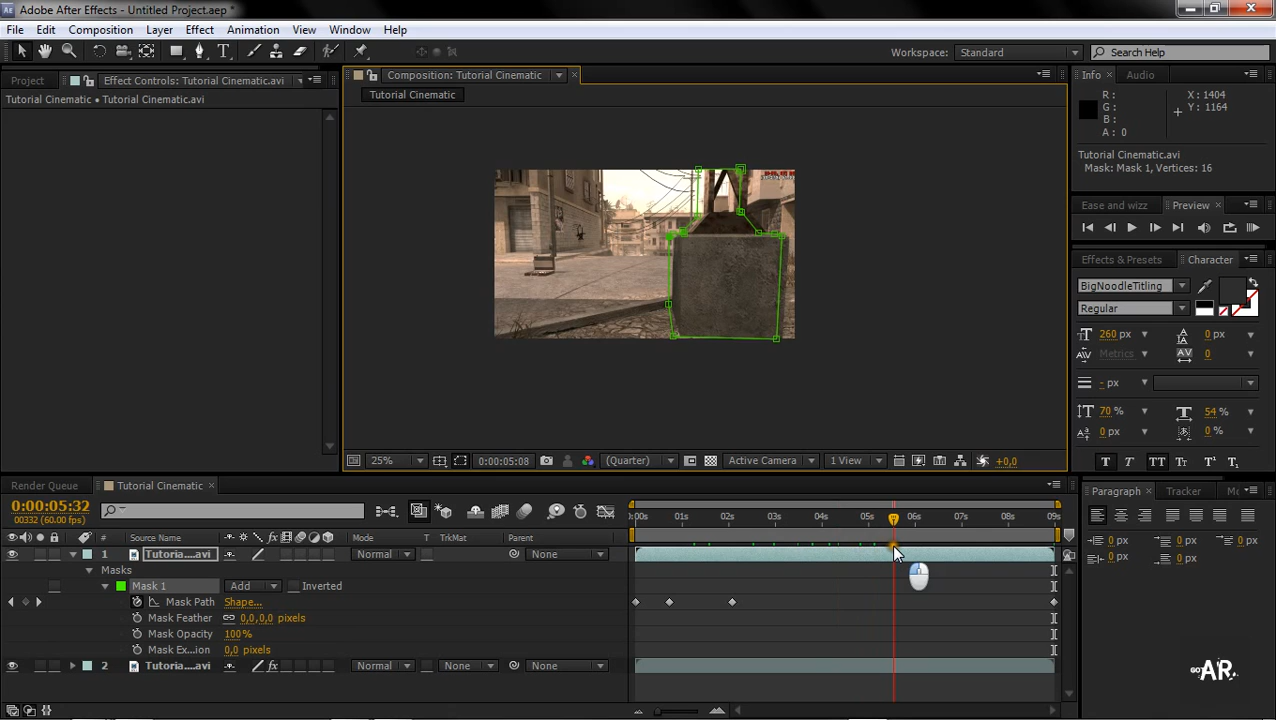 Adobe After Effects - Untitled Project.aep *
File Edit Composition Layer Effect Animation View Window Help
Workspace: Standard Search Help
Project Effect Controls: Tutorial Cinematic.avi
Tutorial Cinematic • Tutorial Cinematic.avi
Composition: Tutorial Cinematic
Tutorial Cinematic
Info Audio
R : X : 1404
G : Y : 1164
B :
A : 0
Tutorial Cinematic.avi
Mask: Mask 1, Vertices: 16
Ease and wizz Preview
Effects & Presets Character
BigNoodleTitling
Regular
260 px 0 px
Metrics 0
- px
70 % 54 %
0 px 0 %
T T TT Tt T¹ T₁
25% 0:00:05:08 (Quarter) Active Camera 1 View +0,0
Render Queue Tutorial Cinematic
Paragraph Tracker
0:00:05:32
00332 (60.00 fps)
:00s 01s 02s 03s 04s 05s 06s 07s 08s 09s
0 px 0 px 0 px
0 px 0 px
# Source Name Mode T TrkMat Parent
1 Tutoria....avi Normal None
Masks
Mask 1 Add Inverted
Mask Path Shape...
Mask Feather 0,0,0,0 pixels
Mask Opacity 100%
Mask Ex...ion 0,0 pixels
2 Tutoria....avi Normal None None
AR.